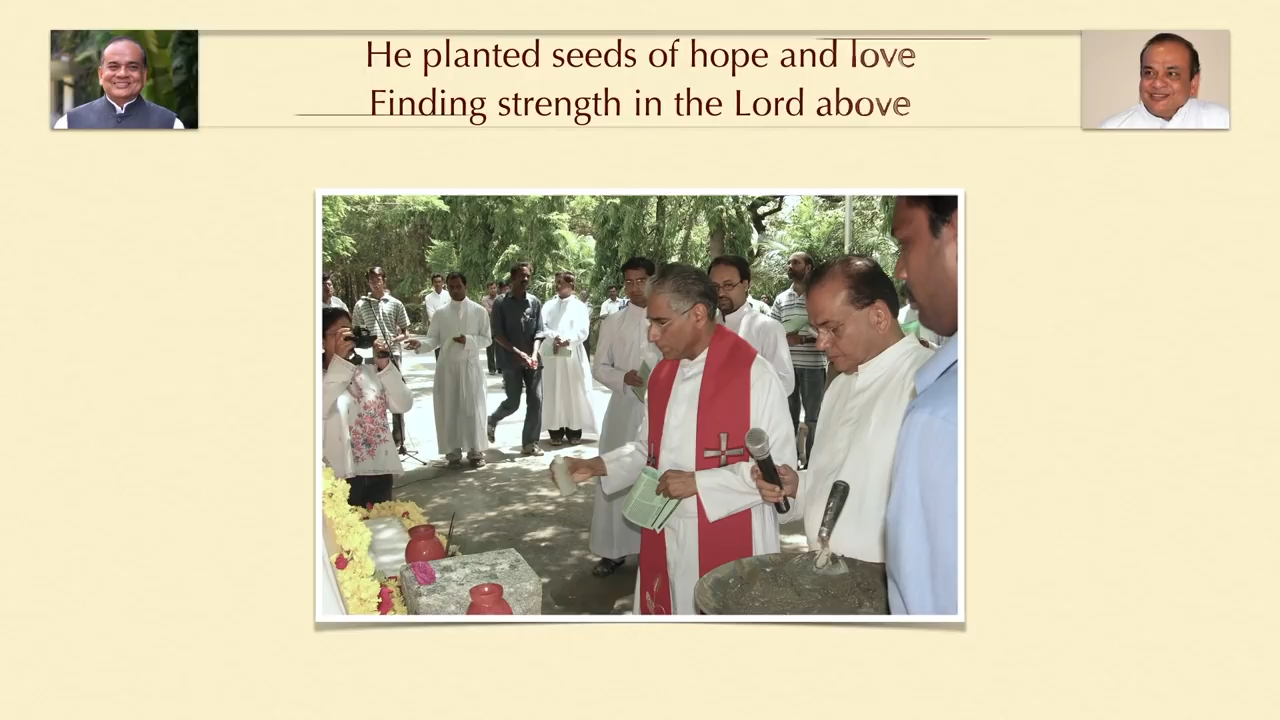 He planted seeds of hope and love
Finding strength in the Lord above